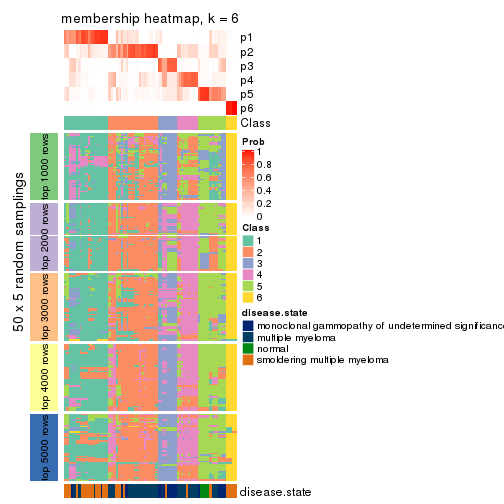 membership heatmap, k = 6
p1
p2
p3
p4
p5
p6
Class
Prob
1
0.8
0.6
0.4
0.2
0
Class
1
2
3
4
5
6
disease.state
monoclonal gammopathy of undetermined significance
multiple myeloma
normal
smoldering multiple myeloma
50 x 5 random samplings
top 1000 rows
top 2000 rows
top 3000 rows
top 4000 rows
top 5000 rows
disease.state